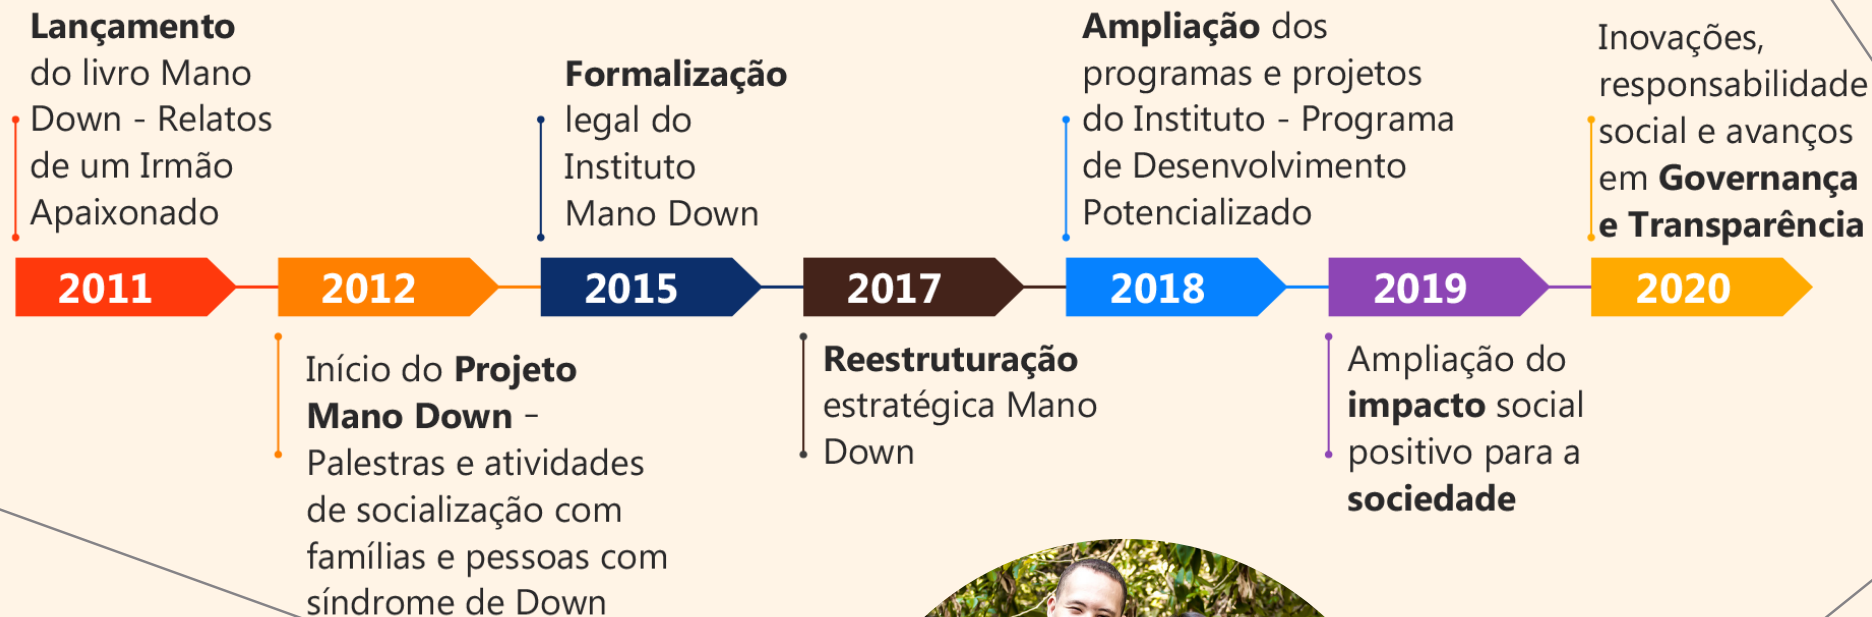 Lançamento
do livro Mano
Down - Relatos
de um Irmão
Apaixonado
2011
2012
Início do Projeto
Mano Down –
Palestras e atividades
de socialização com
famílias e pessoas com
síndrome de Down
Formalização
legal do
Instituto
Mano Down
2015
2017
Reestruturação
estratégica Mano
Down
Ampliação dos
programas e projetos
do Instituto - Programa
de Desenvolvimento
Potencializado
2018
2019
Ampliação do
impacto social
positivo para a
sociedade
Inovações,
responsabilidade
social e avanços
em Governança
e Transparência
2020